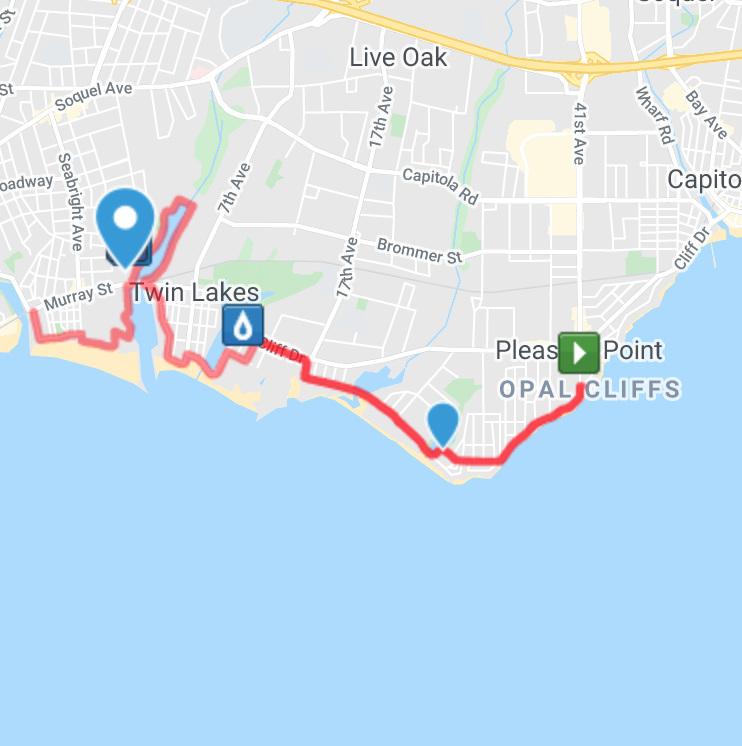 Soquel
Live Oak
St
Soquel Ave
17th Ave
41st Ave
Wharf Rd
Bay Ave
Seabright Ave
oadway
7th Ave
Capitola Rd
Capito
Brommer St
17th Ave
Cliff Dr
Murray St
Twin Lakes
Cliff Dr
Pleas Point
OPAL CLIFFS